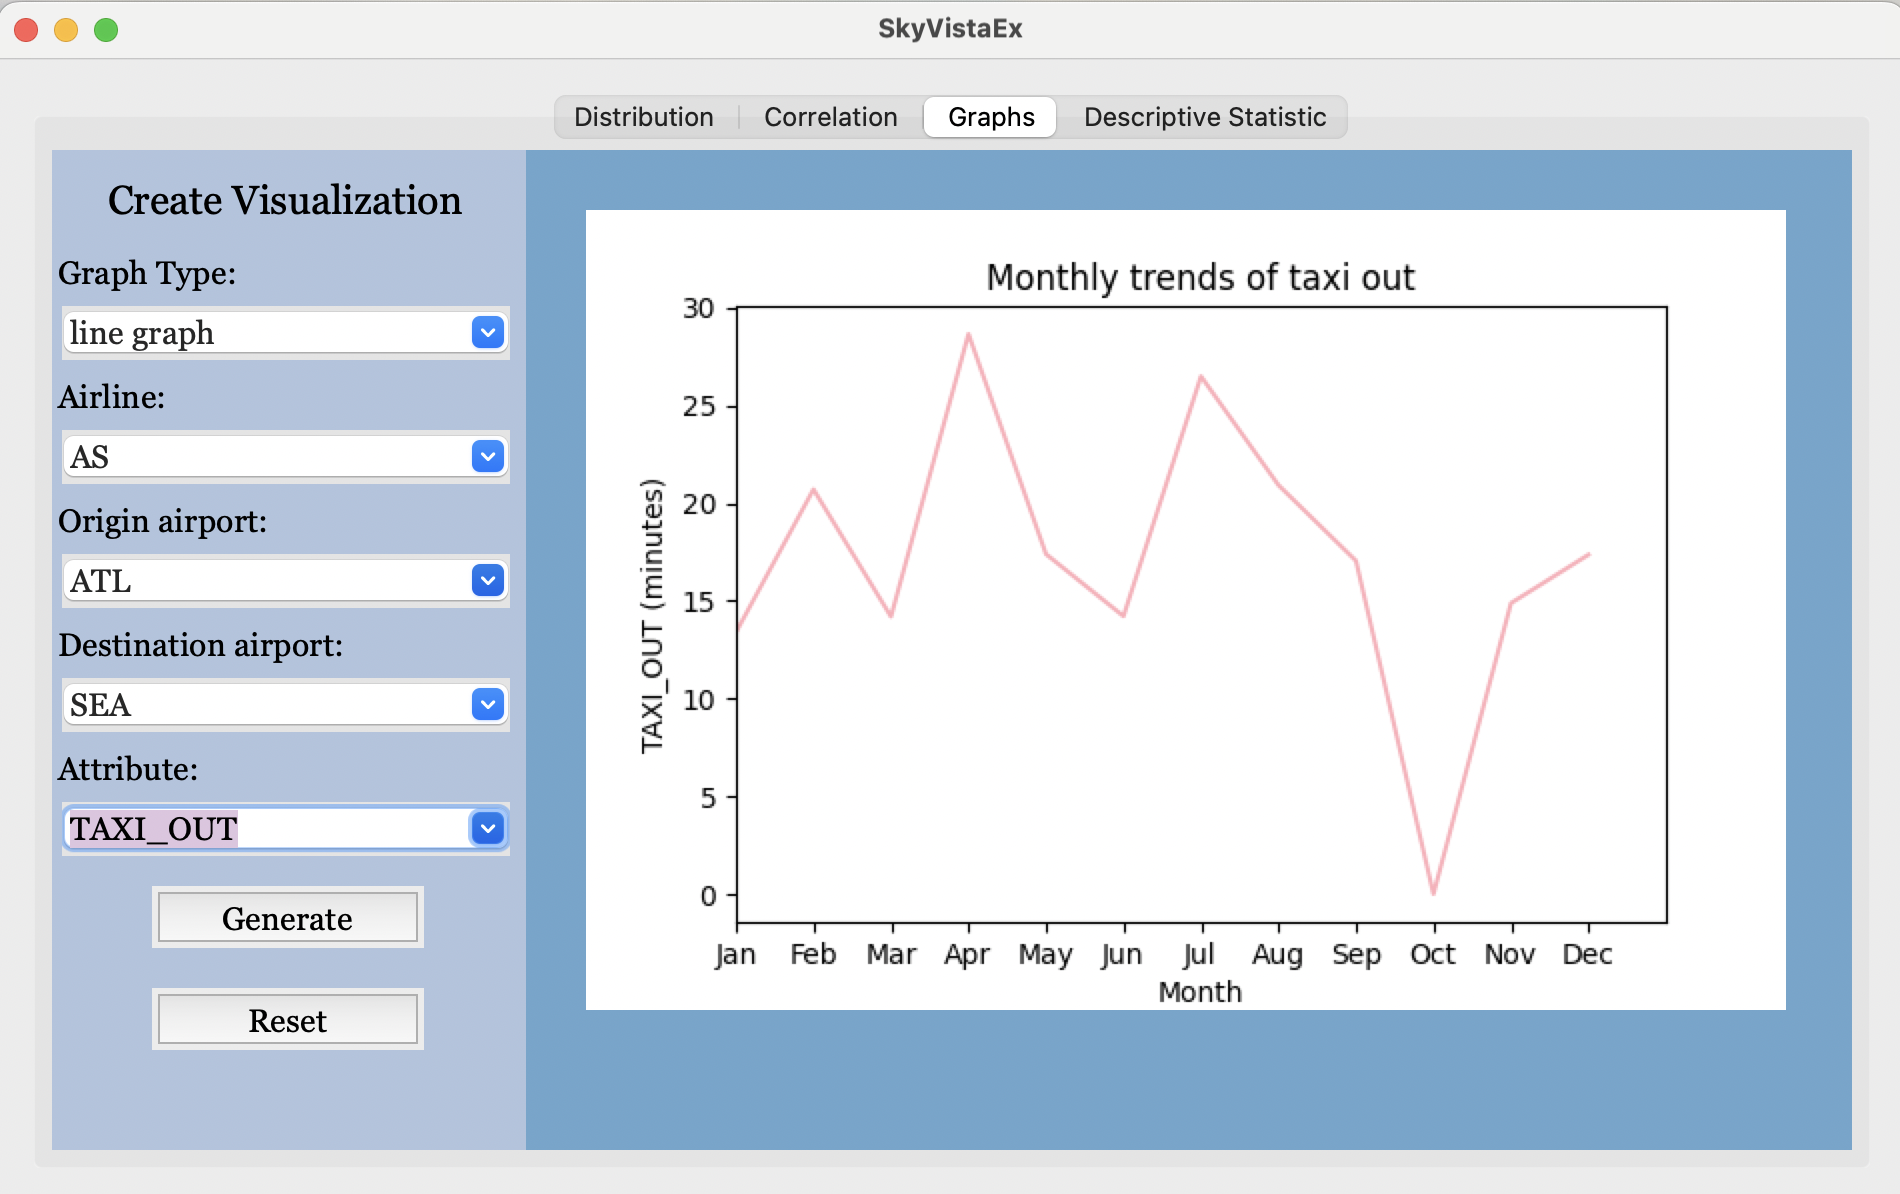 SkyVistaEx
Distribution Correlation Graphs Descriptive Statistic
Create Visualization
Graph Type:
line graph
Airline:
AS
Origin airport:
ATL
Destination airport:
SEA
Attribute:
TAXI_OUT
Generate
Reset
Monthly trends of taxi out
TAXI_OUT (minutes)
30
25
20
15
10
5
0
Jan Feb Mar Apr May Jun Jul Aug Sep Oct Nov Dec
Month